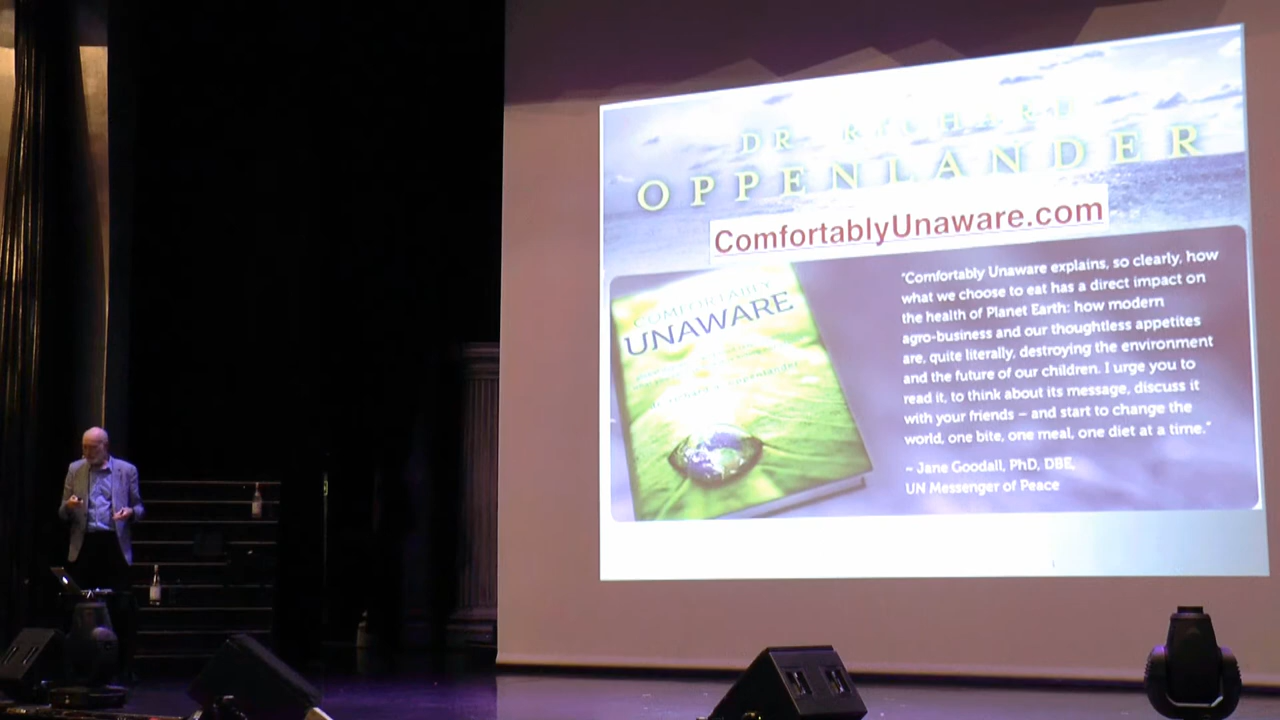 DR. RICHARD
OPPENLANDER
ComfortablyUnaware.com
COMFORTABLY
UNAWARE
"Comfortably Unaware explains, so clearly, how
what we choose to eat has a direct impact on
the health of Planet Earth: how modern
agro-business and our thoughtless appetites
are, quite literally, destroying the environment
and the future of our children. I urge you to
read it, to think about its message, discuss it
with your friends – and start to change the
world, one bite, one meal, one diet at a time."
~ Jane Goodall, PhD, DBE,
UN Messenger of Peace